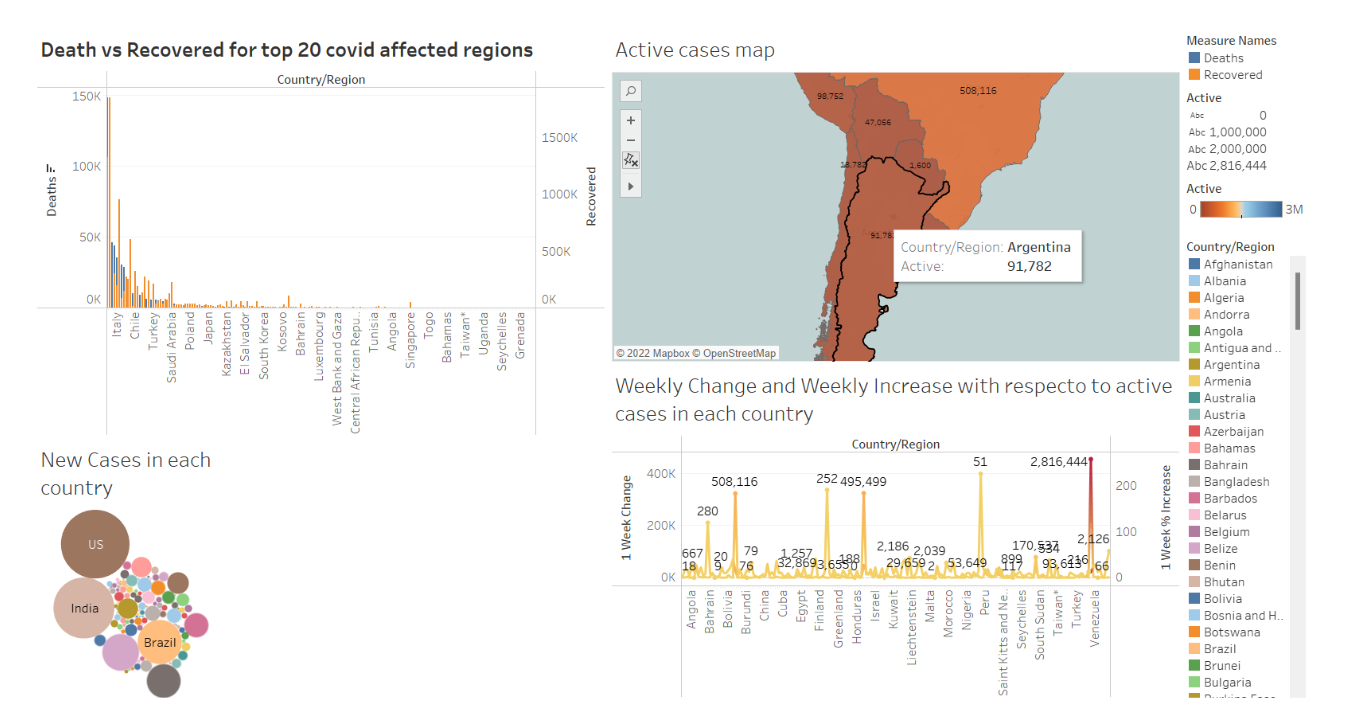 Death vs Recovered for top 20 covid affected regions
Country/Region
150K
100K
50K
0K
Deaths
1500K
1000K
500K
0K
Recovered
Italy
Chile
Turkey
Saudi Arabia
Poland
Japan
Kazakhstan
El Salvador
South Korea
Kosovo
Bahrain
Luxembourg
West Bank and Gaza
Central African Repu..
Tunisia
Angola
Singapore
Togo
Bahamas
Taiwan*
Uganda
Seychelles
Grenada
New Cases in each
country
US
India
Brazil
Active cases map
98,752
508,116
47,056
1,600
Country/Region: Argentina
Active: 91,782
© 2022 Mapbox © OpenStreetMap
Weekly Change and Weekly Increase with respecto to active
cases in each country
Country/Region
400K
200K
0K
1 Week Change
200
100
0
1 Week % Increase
667
18
280
20
9
508,116
79
76
1,257
32,869
252
188
495,499
2,186
29,659
2,039
2
53,649
51
899
117
170,537
534
93,613
216
2,816,444
2,126
66
Angola
Bahrain
Bolivia
Burundi
China
Cuba
Egypt
Finland
Greenland
Honduras
Israel
Kuwait
Liechtenstein
Malta
Morocco
Nigeria
Peru
Saint Kitts and Ne..
Seychelles
South Sudan
Taiwan*
Turkey
Venezuela
Measure Names
Deaths
Recovered
Active
Abc 0
Abc 1,000,000
Abc 2,000,000
Abc 2,816,444
Active
0 3M
Country/Region
Afghanistan
Albania
Algeria
Andorra
Angola
Antigua and ..
Argentina
Armenia
Australia
Austria
Azerbaijan
Bahamas
Bahrain
Bangladesh
Barbados
Belarus
Belgium
Belize
Benin
Bhutan
Bolivia
Bosnia and H..
Botswana
Brazil
Brunei
Bulgaria